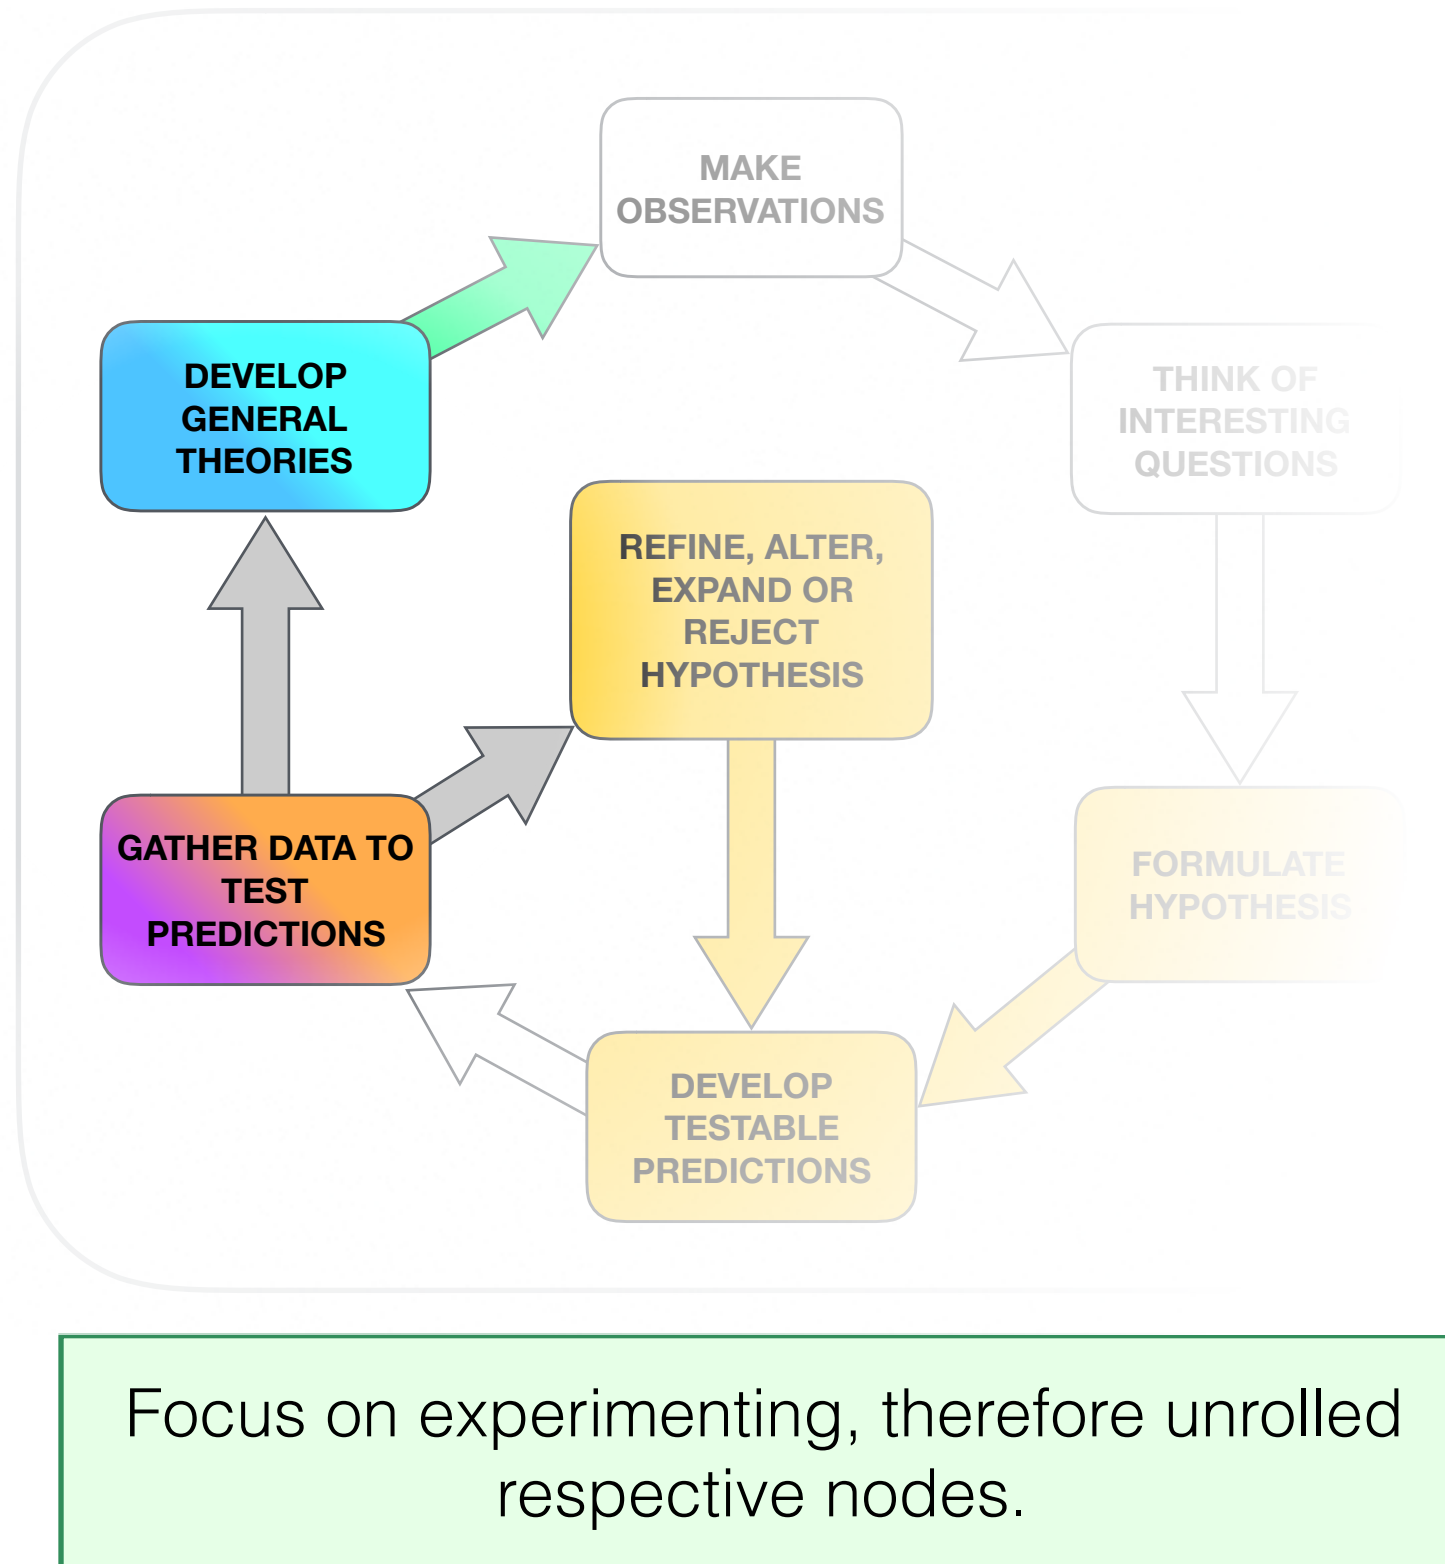 MAKE
OBSERVATIONS
DEVELOP
GENERAL
THEORIES
THINK OF
INTERESTING
QUESTIONS
REFINE, ALTER,
EXPAND OR
REJECT
HYPOTHESIS
GATHER DATA TO
TEST
PREDICTIONS
FORMULATE
HYPOTHESIS
DEVELOP
TESTABLE
PREDICTIONS
Focus on experimenting, therefore unrolled
respective nodes.